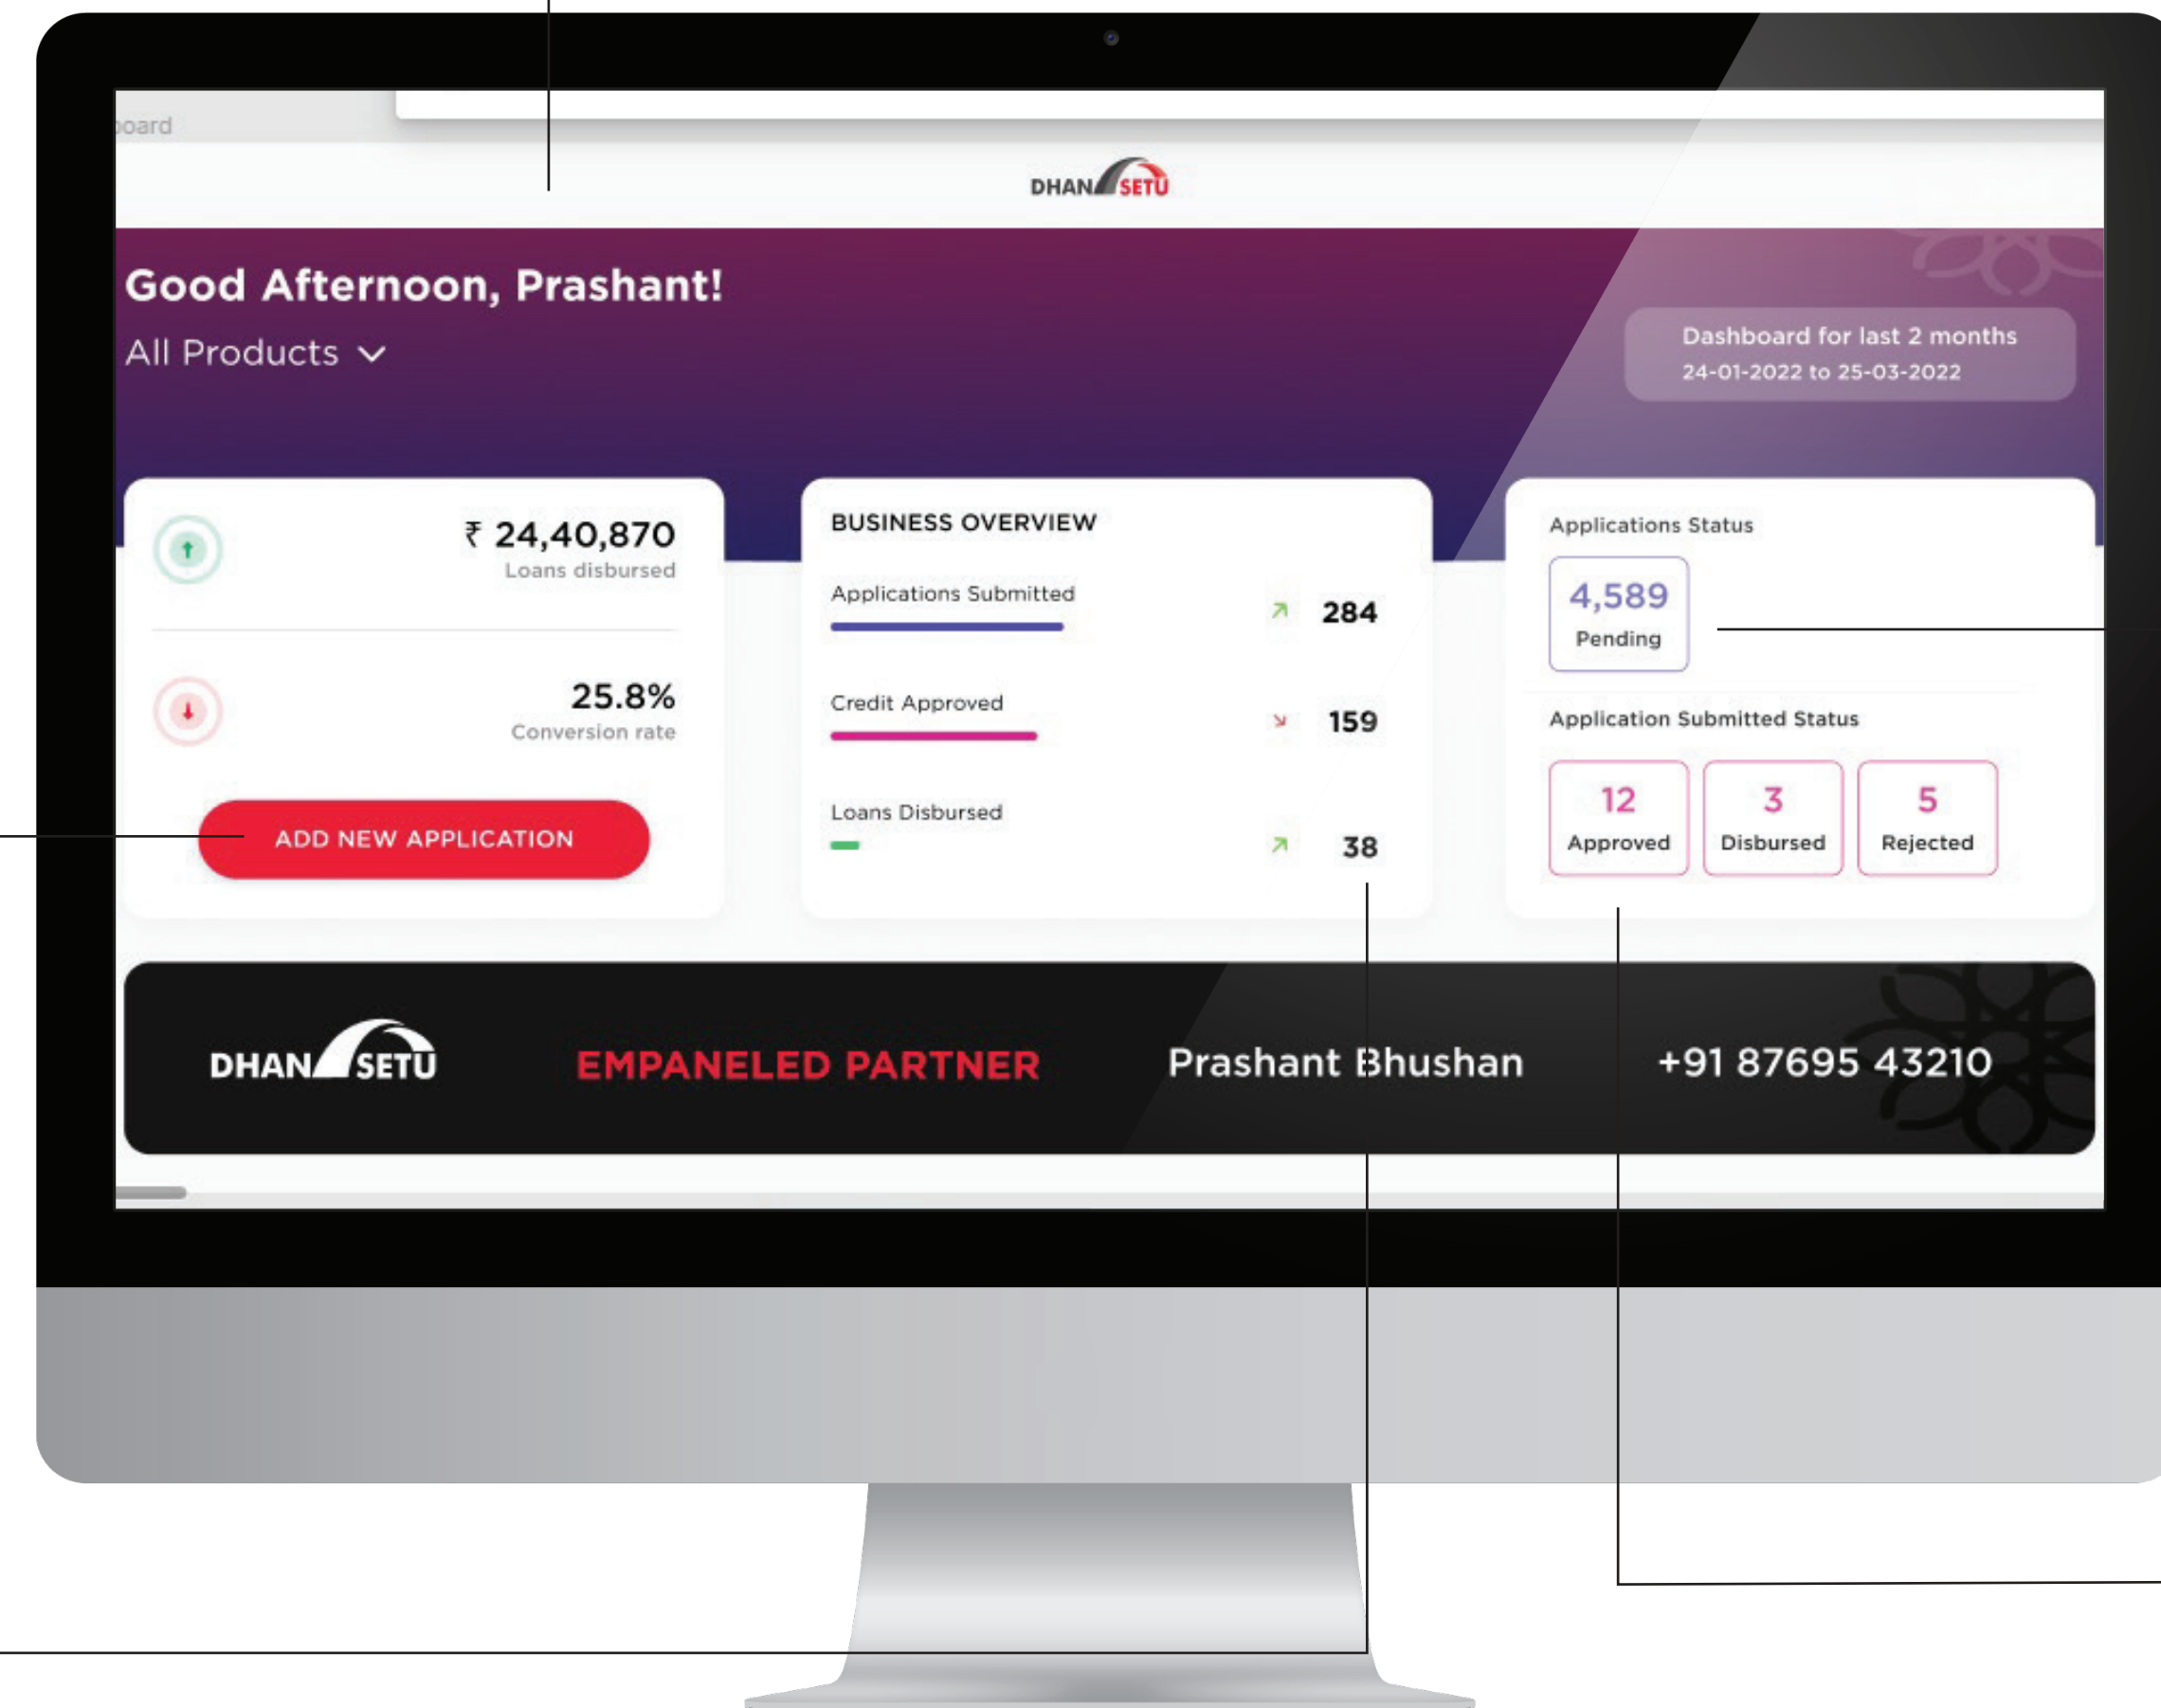 DHAN SETU
Good Afternoon, Prashant!
All Products
Dashboard for last 2 months
24-01-2022 to 25-03-2022
₹ 24,40,870
Loans disbursed
25.8%
Conversion rate
ADD NEW APPLICATION
BUSINESS OVERVIEW
Applications Submitted 284
Credit Approved 159
Loans Disbursed 38
Applications Status
4,589
Pending
Application Submitted Status
12 3 5
Approved Disbursed Rejected
DHAN SETU EMPANELED PARTNER Prashant Bhushan +91 87695 43210